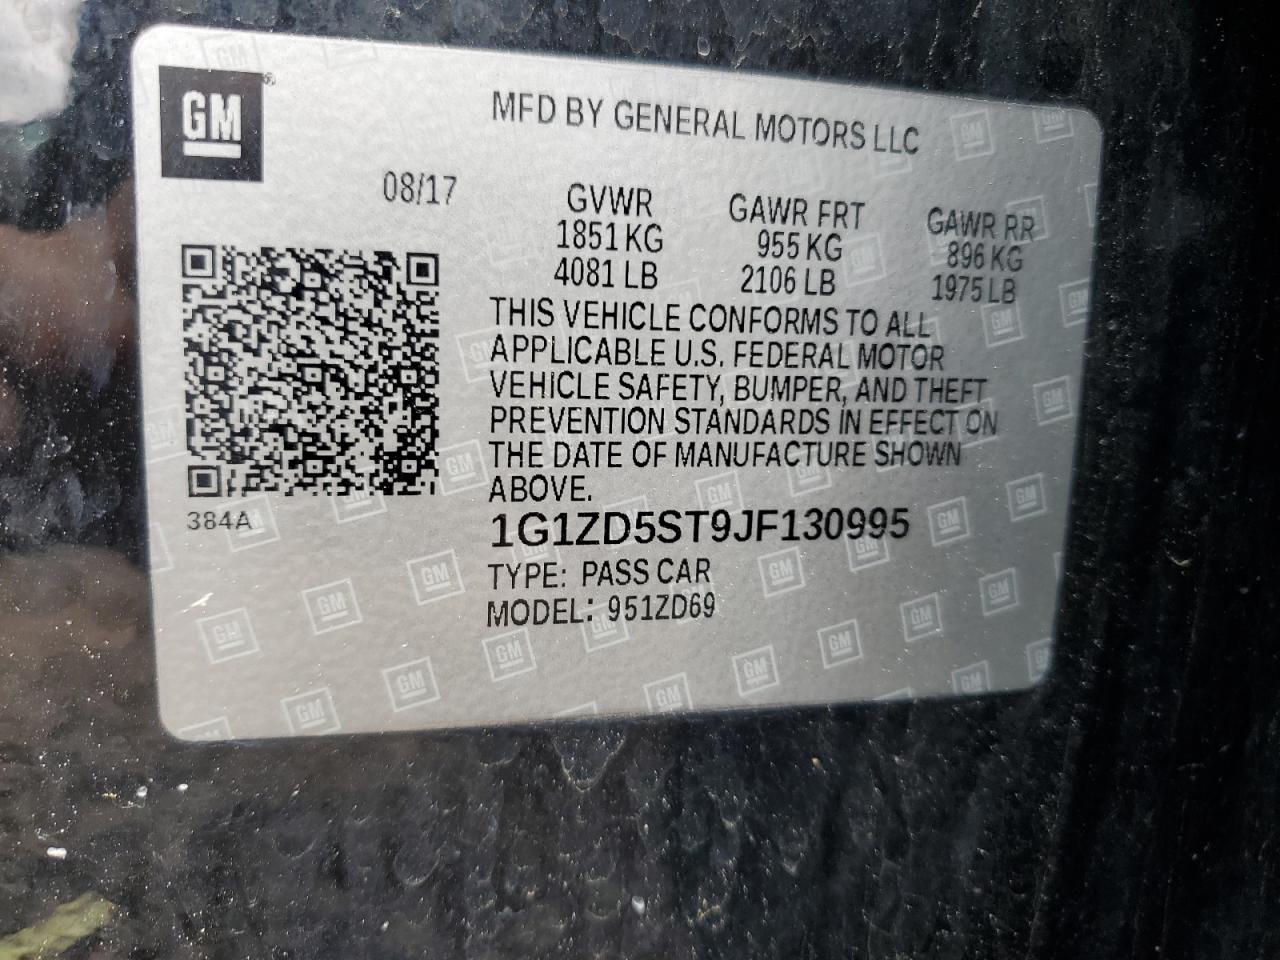 GM
MFD BY GENERAL MOTORS LLC
08/17
GVWR GAWR FRT GAWR RR
1851 KG 955 KG 896 KG
4081 LB 2106 LB 1975 LB
THIS VEHICLE CONFORMS TO ALL
APPLICABLE U.S. FEDERAL MOTOR
VEHICLE SAFETY, BUMPER, AND THEFT
PREVENTION STANDARDS IN EFFECT ON
THE DATE OF MANUFACTURE SHOWN
ABOVE.
384A
1G1ZD5ST9JF130995
TYPE: PASS CAR
MODEL: 951ZD69